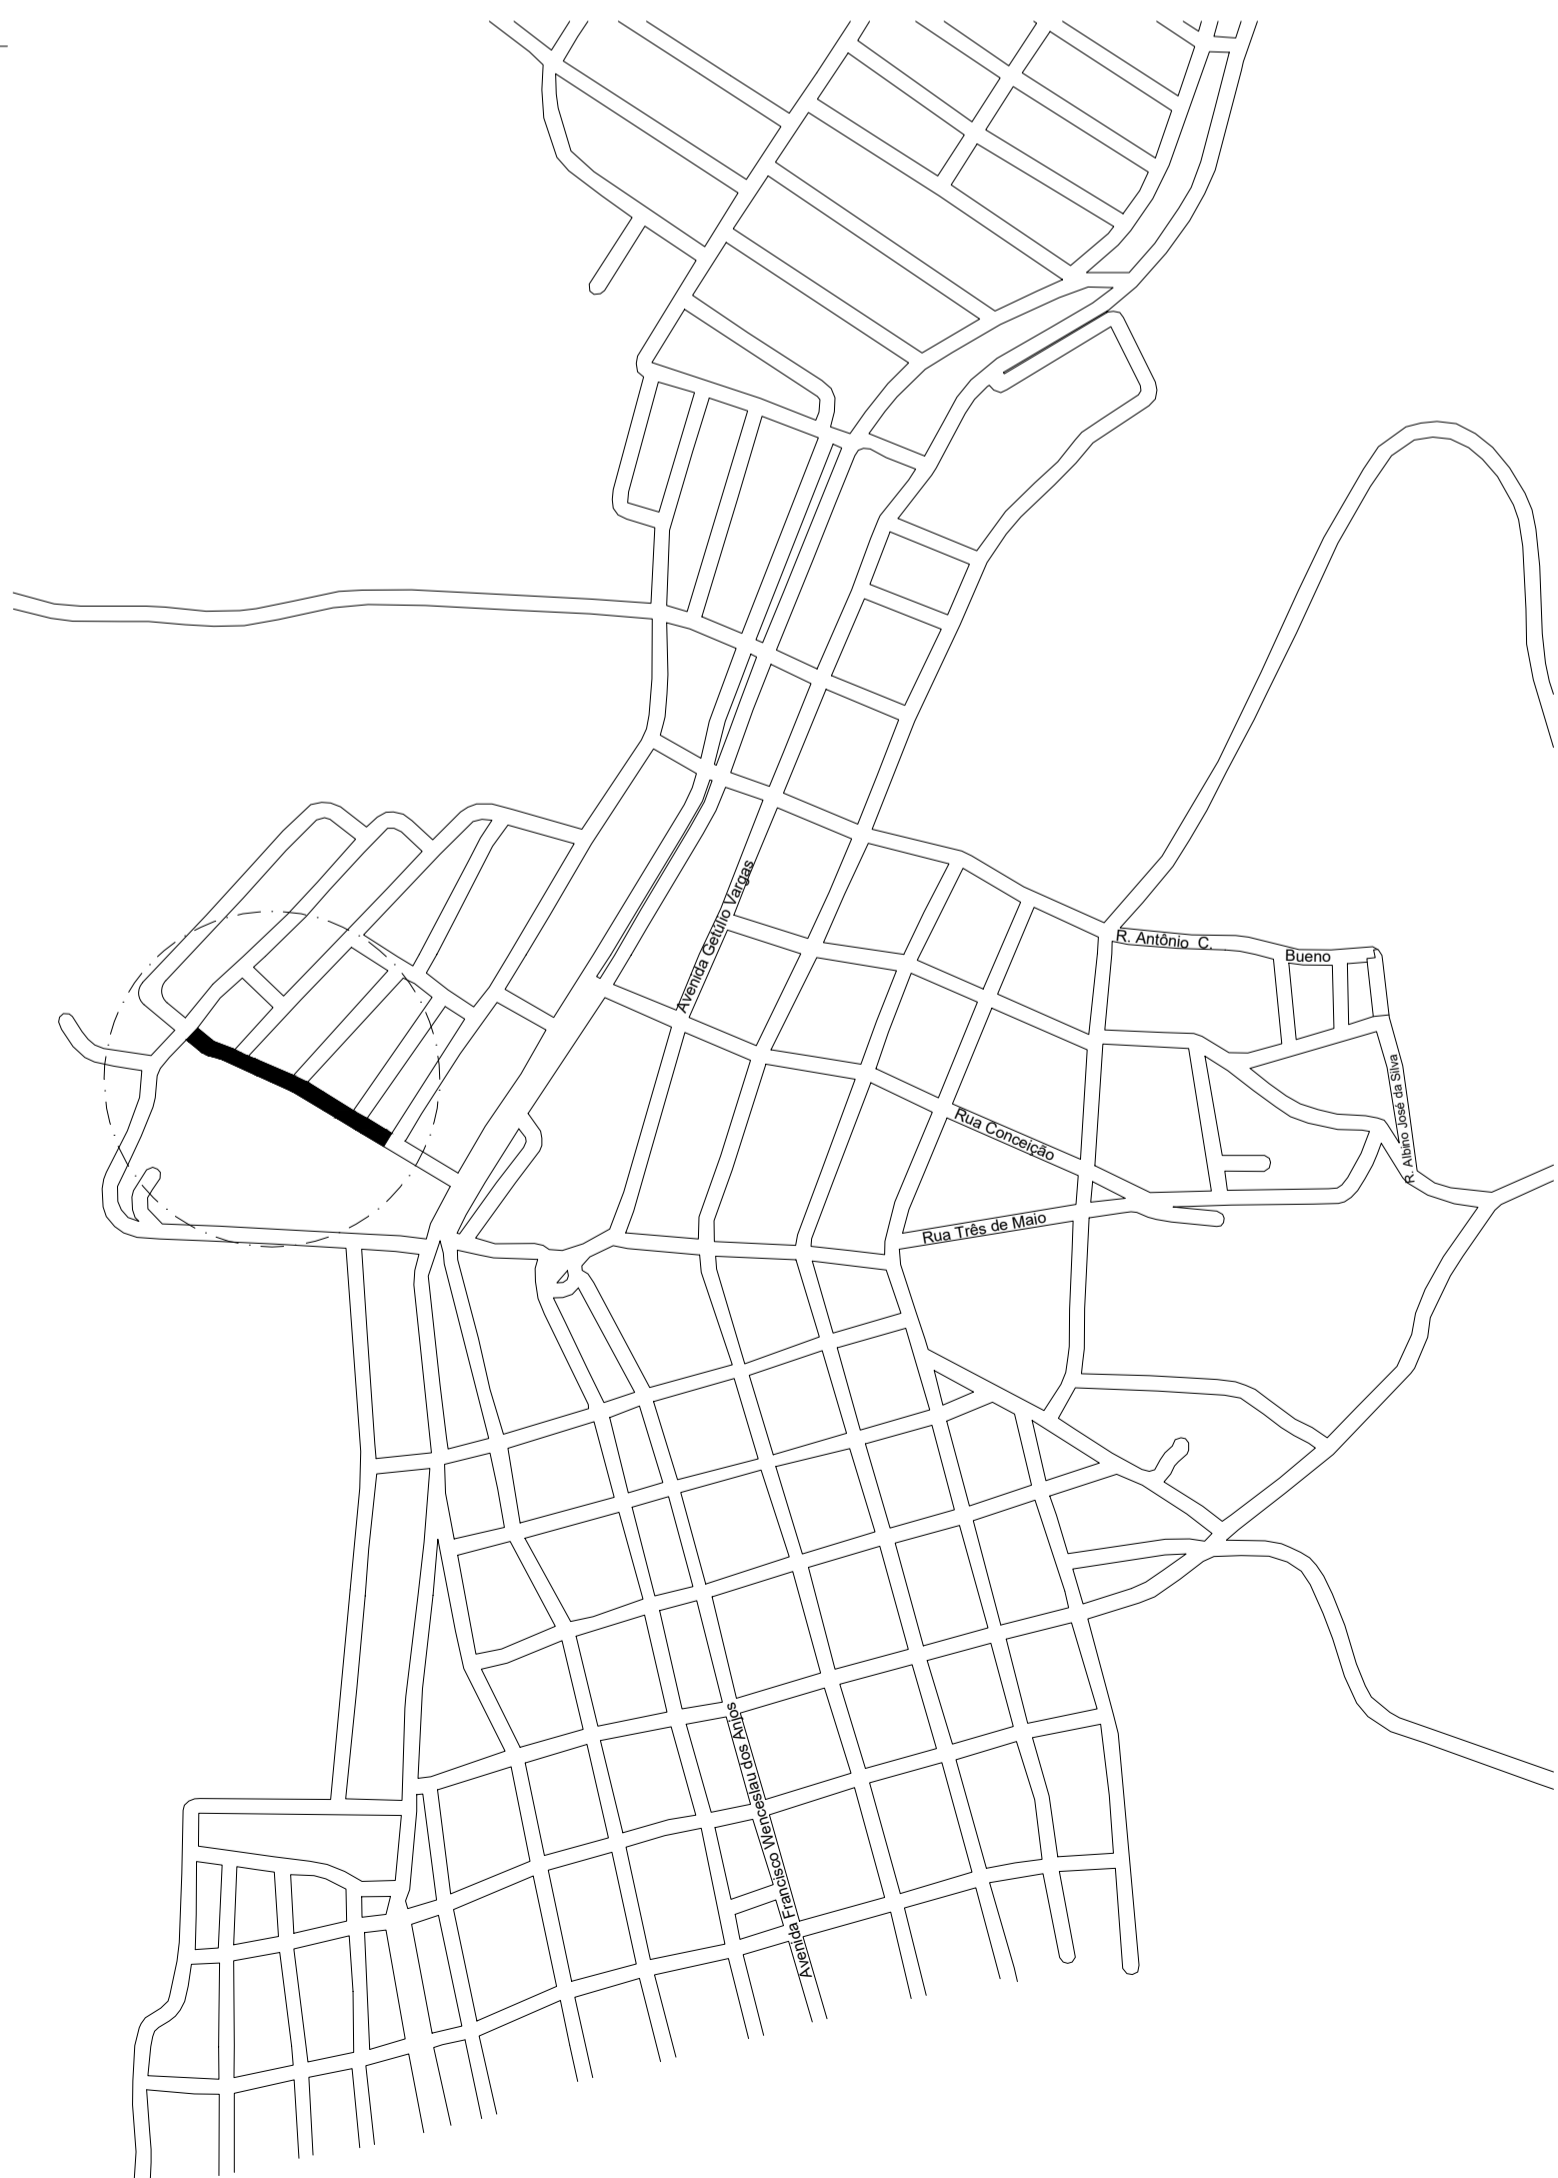 Avenida Getúlio Vargas
R. Antônio C.
Bueno
R. Albino José da Silva
Rua Conceição
Rua Três de Maio
Avenida Francisco Wenceslau dos Anjos